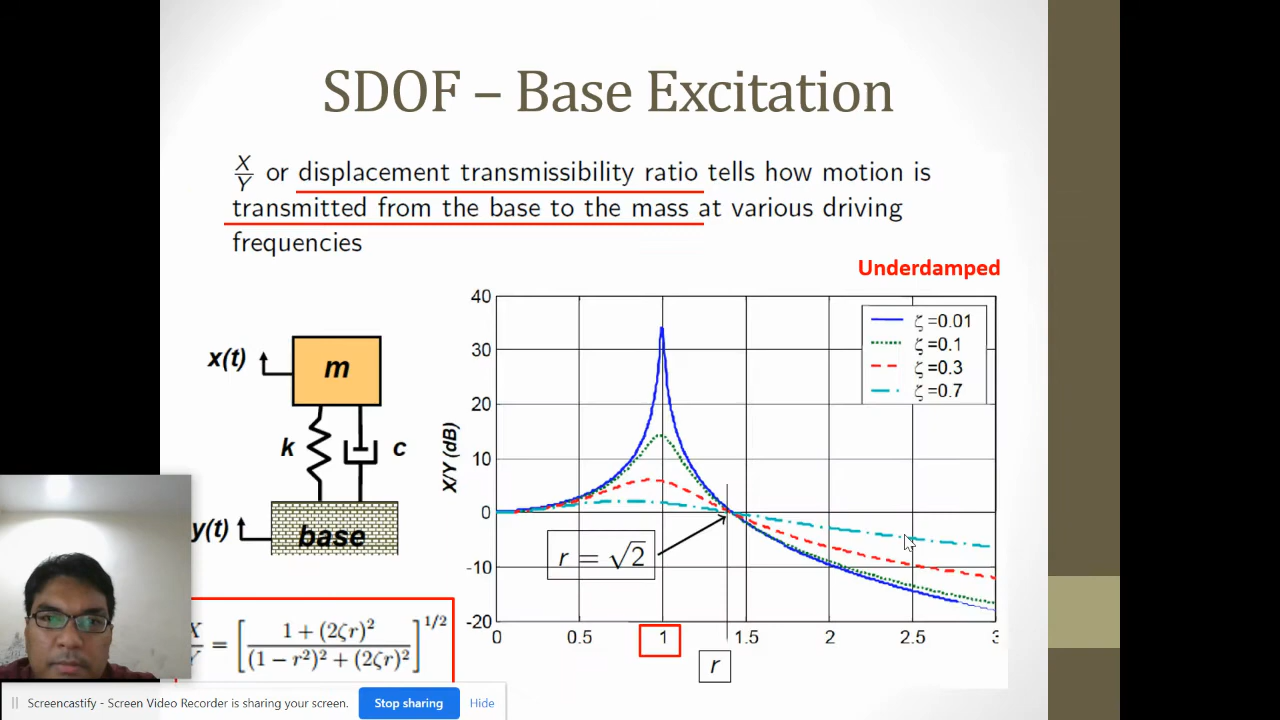 SDOF – Base Excitation
X/Y or displacement transmissibility ratio tells how motion is
transmitted from the base to the mass at various driving
frequencies
Underdamped
x(t)
m
k
c
y(t)
base
X/Y (dB)
40
30
20
10
0
-10
-20
ζ =0.01
ζ =0.1
ζ =0.3
ζ =0.7
r = √2
0 0.5 1 1.5 2 2.5 3
r
X/Y = [ 1 + (2ζr)² / (1 − r²)² + (2ζr)² ]^1/2
Screencastify - Screen Video Recorder is sharing your screen.
Stop sharing
Hide